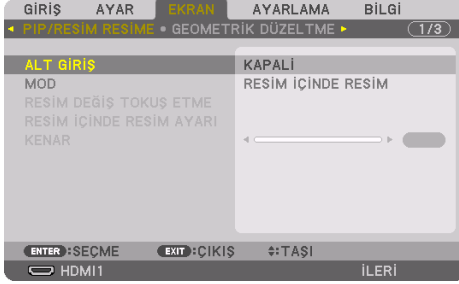 GİRİŞ AYAR EKRAN AYARLAMA BİLGİ
PIP/RESİM RESIME • GEOMETRİK DÜZELTME 1/3
ALT GİRİŞ KAPALI
MOD RESİM İÇİNDE RESİM
RESİM DEĞİŞ TOKUŞ ETME
RESİM İÇİNDE RESİM AYARI
KENAR
ENTER :SEÇME EXIT :ÇIKIŞ :TAŞI
HDMI1 İLERİ